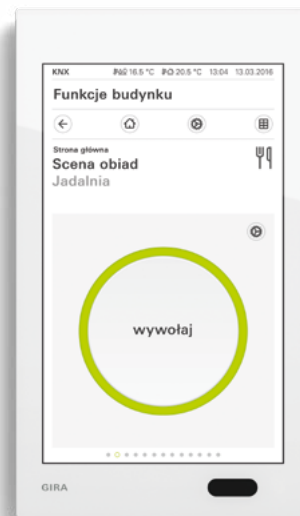 KNX 16.5 °C 20.5 °C 13:04 13.03.2016
Funkcje budynku
Strona główna
Scena obiad
Jadalnia
wywołaj
GIRA